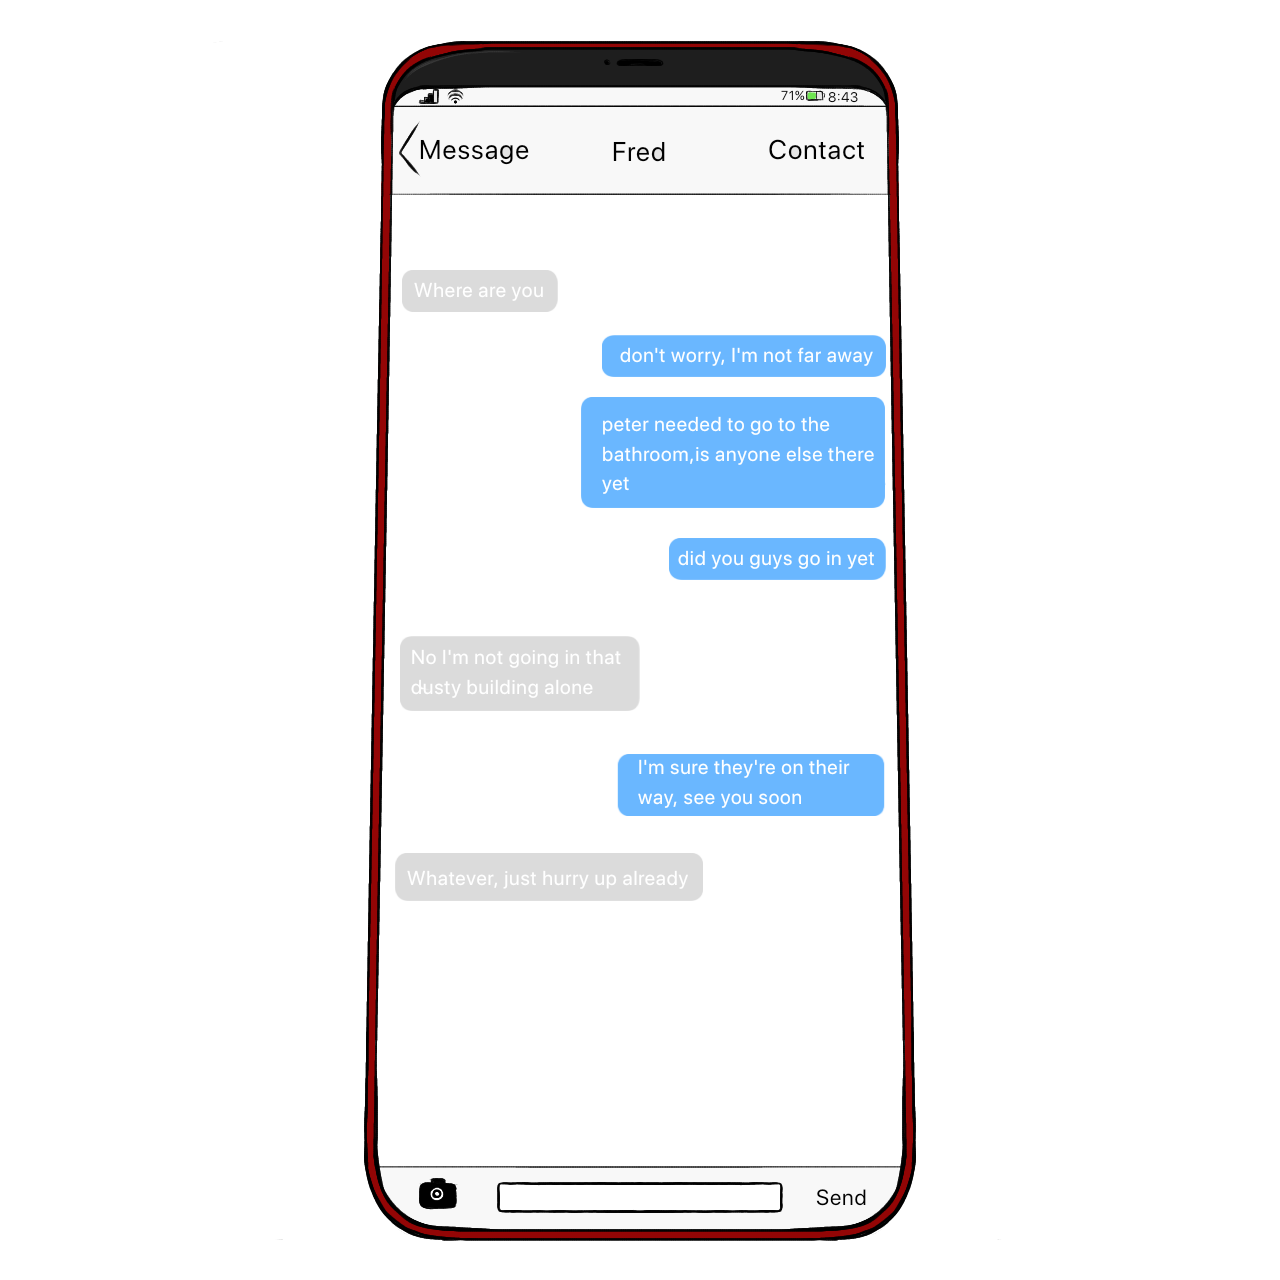 71% 8:43
Message Fred Contact
Where are you
don't worry, I'm not far away
peter needed to go to the
bathroom,is anyone else there
yet
did you guys go in yet
No I'm not going in that
dusty building alone
I'm sure they're on their
way, see you soon
Whatever, just hurry up already
Send